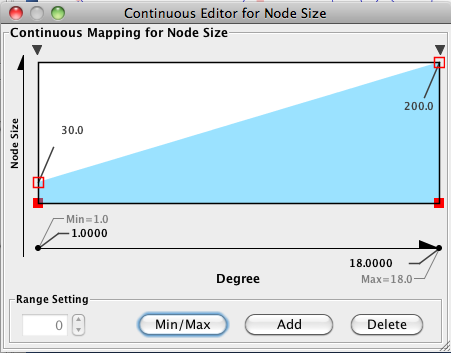 Continuous Editor for Node Size
Continuous Mapping for Node Size
Node Size
200.0
30.0
Min=1.0
1.0000
18.0000
Max=18.0
Degree
Range Setting
0
Min/Max
Add
Delete